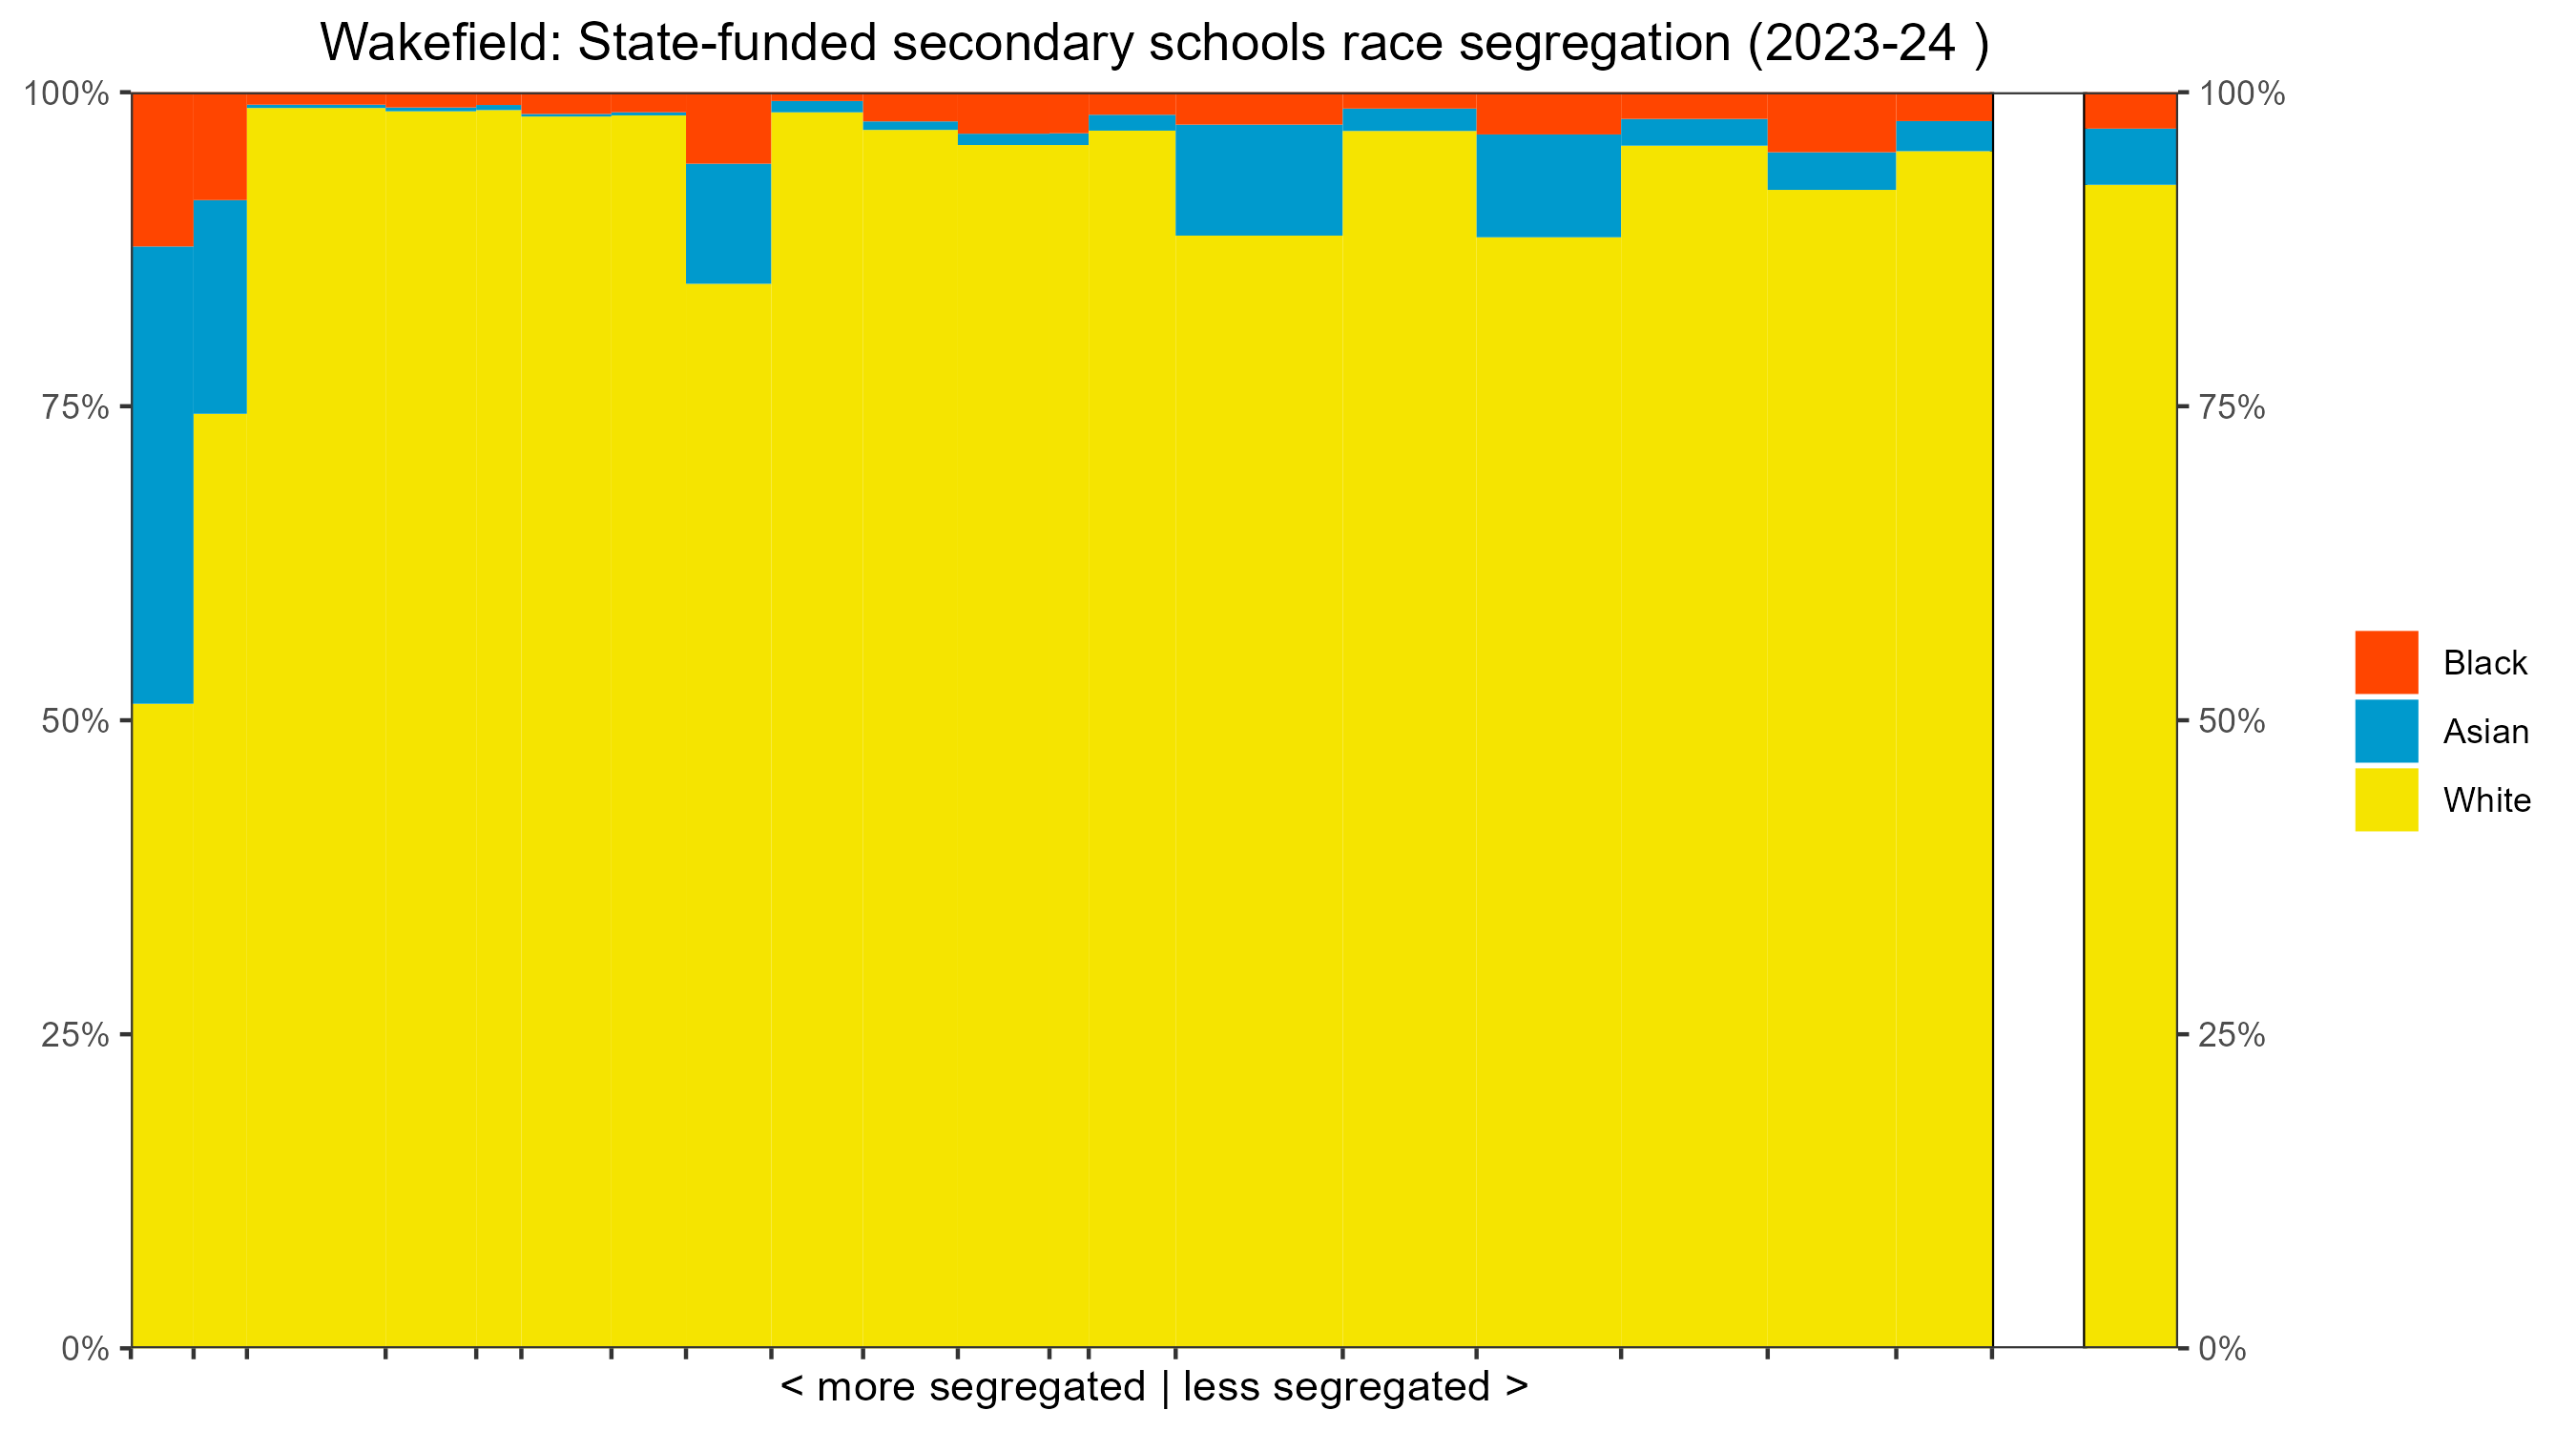 Wakefield: State-funded secondary schools race segregation (2023-24 )
100%
75%
50%
25%
0%
100%
75%
50%
25%
0%
Black
Asian
White
< more segregated | less segregated >